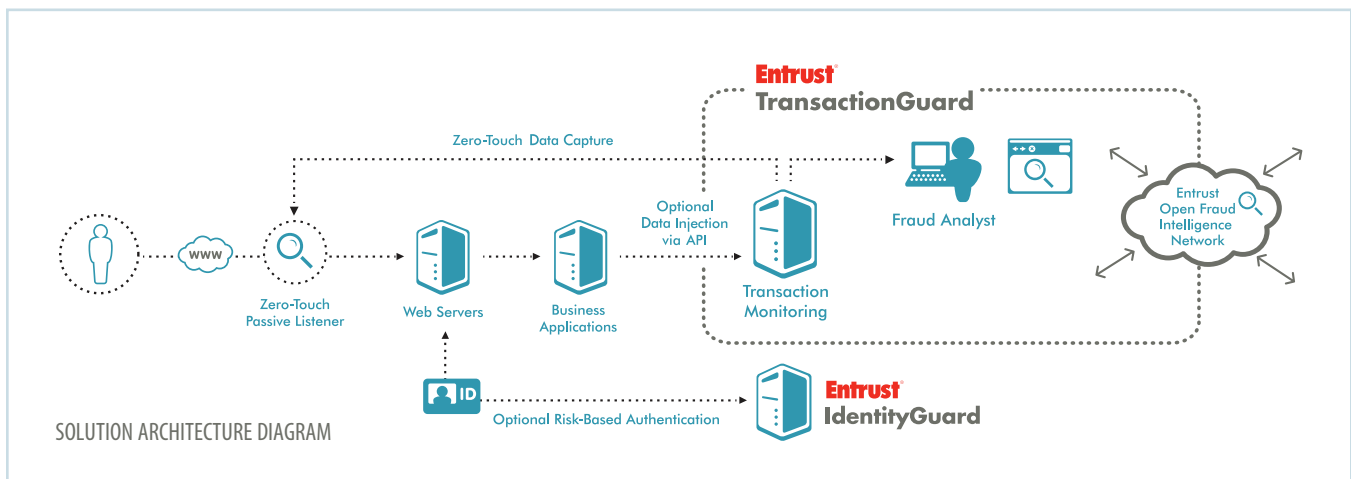 Entrust®
TransactionGuard
Zero-Touch Data Capture
Optional
Data Injection
via API
Fraud Analyst
Entrust
Open Fraud
Intelligence
Network
www
Zero-Touch
Passive Listener
Web Servers
Business
Applications
Transaction
Monitoring
ID
Optional Risk-Based Authentication
Entrust®
IdentityGuard
SOLUTION ARCHITECTURE DIAGRAM